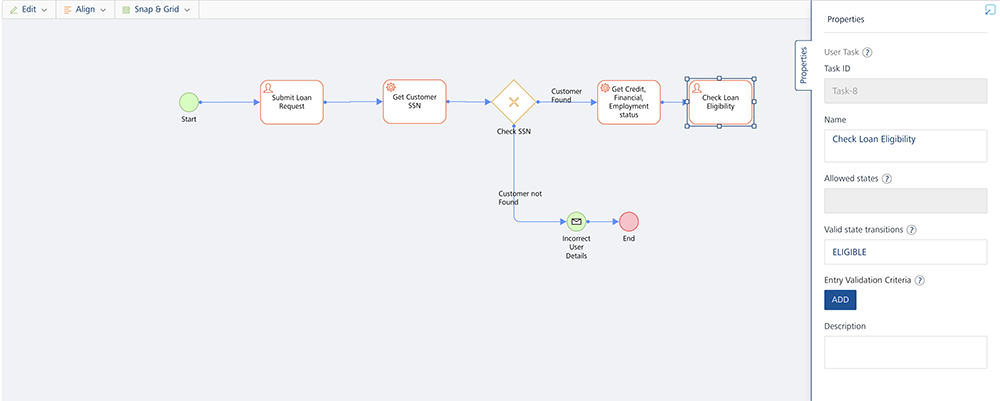 Edit
Align
Snap & Grid
Start
Submit Loan
Request
Get Customer
SSN
Check SSN
Customer
Found
Get Credit,
Financial,
Employment
status
Check Loan
Eligibility
Customer not
Found
Incorrect
User
Details
End
Properties
Properties
User Task ?
Task ID
Task-8
Name
Check Loan Eligibility
Allowed states ?
Valid state transitions ?
ELIGIBLE
Entry Validation Criteria ?
ADD
Description